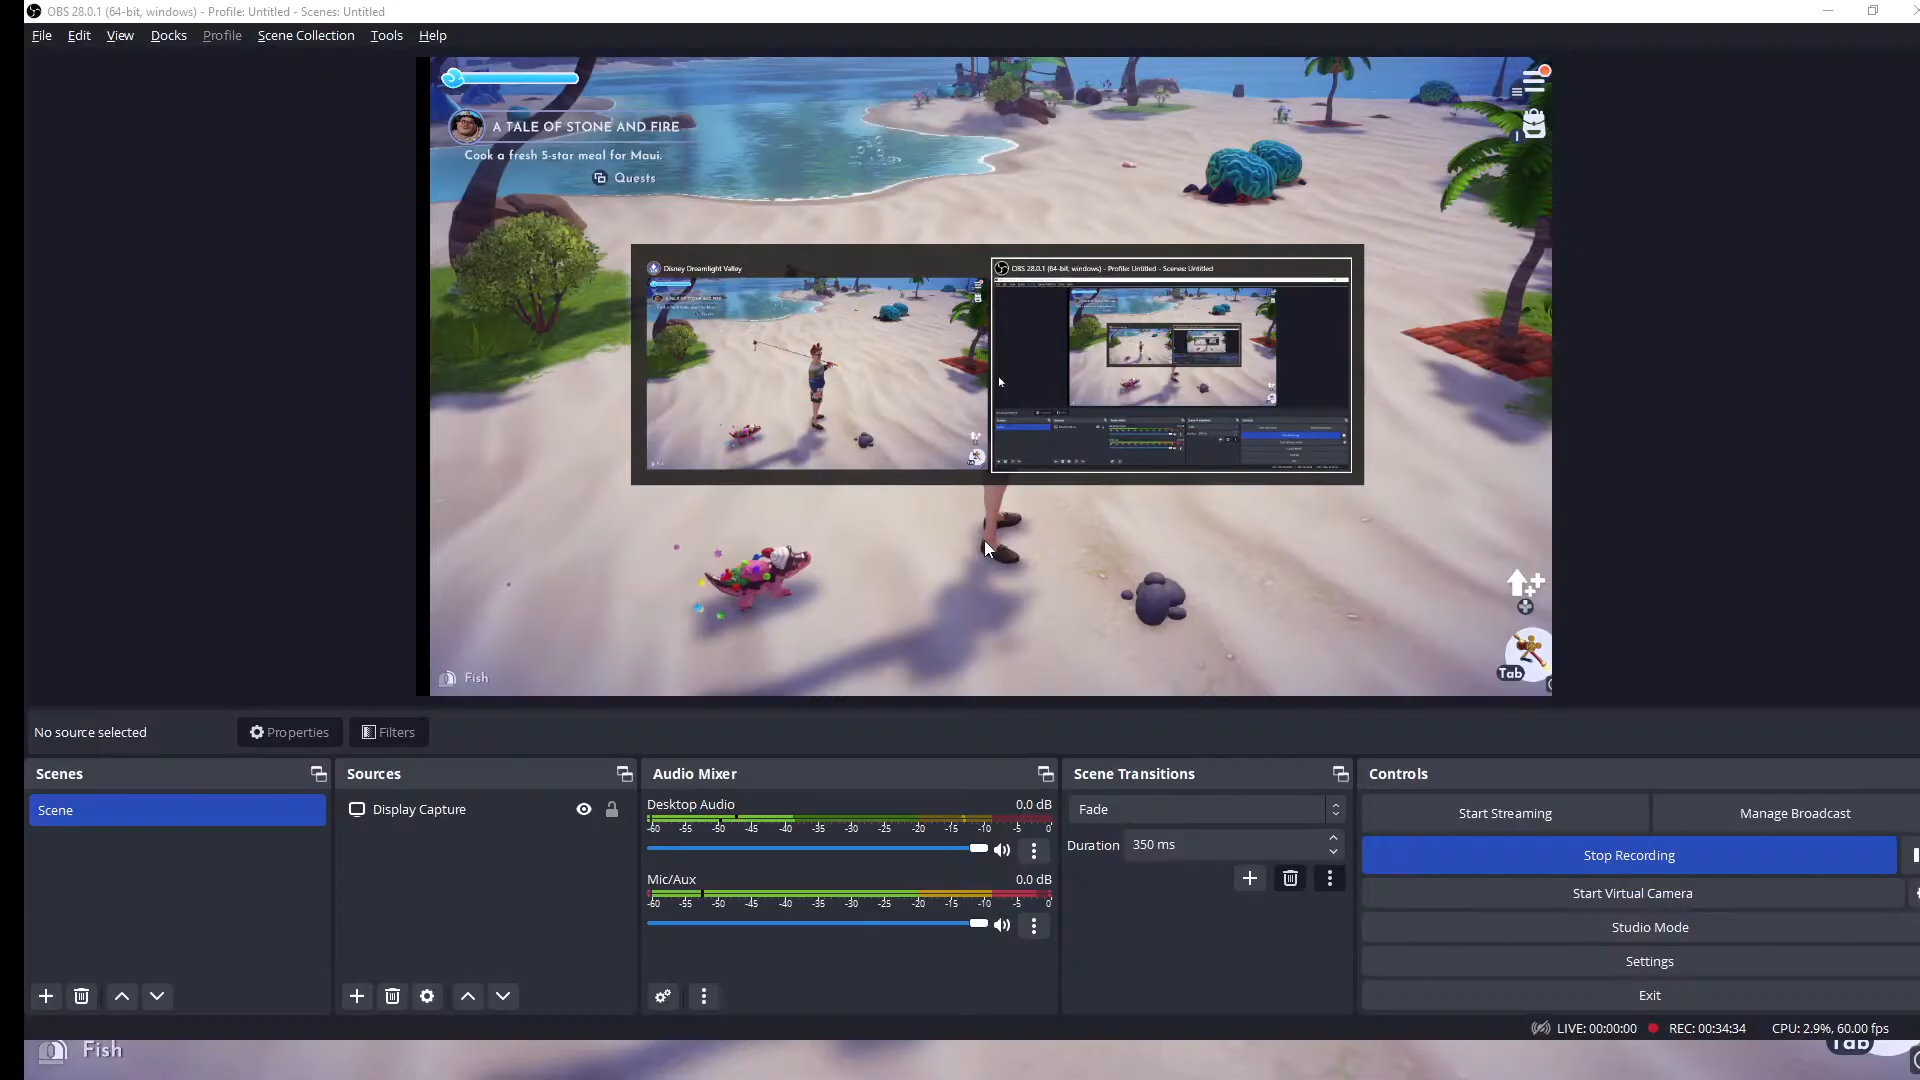 OBS 28.0.1 (64-bit, windows) - Profile: Untitled - Scenes: Untitled
File Edit View Docks Profile Scene Collection Tools Help
A TALE OF STONE AND FIRE
Cook a fresh 5-star meal for Maui.
Quests
I
Disney Dreamlight Valley
OBS 28.0.1 (64-bit, windows) - Profile: Untitled - Scenes: Untitled
Tab
Fish
No source selected
Properties
Filters
Scenes
Sources
Audio Mixer
Scene Transitions
Controls
Scene
Display Capture
Desktop Audio 0.0 dB
-60 -55 -50 -45 -40 -35 -30 -25 -20 -15 -10 -5 0
Mic/Aux 0.0 dB
-60 -55 -50 -45 -40 -35 -30 -25 -20 -15 -10 -5 0
Fade
Duration 350 ms
Start Streaming
Manage Broadcast
Stop Recording
Start Virtual Camera
Studio Mode
Settings
Exit
LIVE: 00:00:00 REC: 00:34:34 CPU: 2.9%, 60.00 fps
Fish
Tab